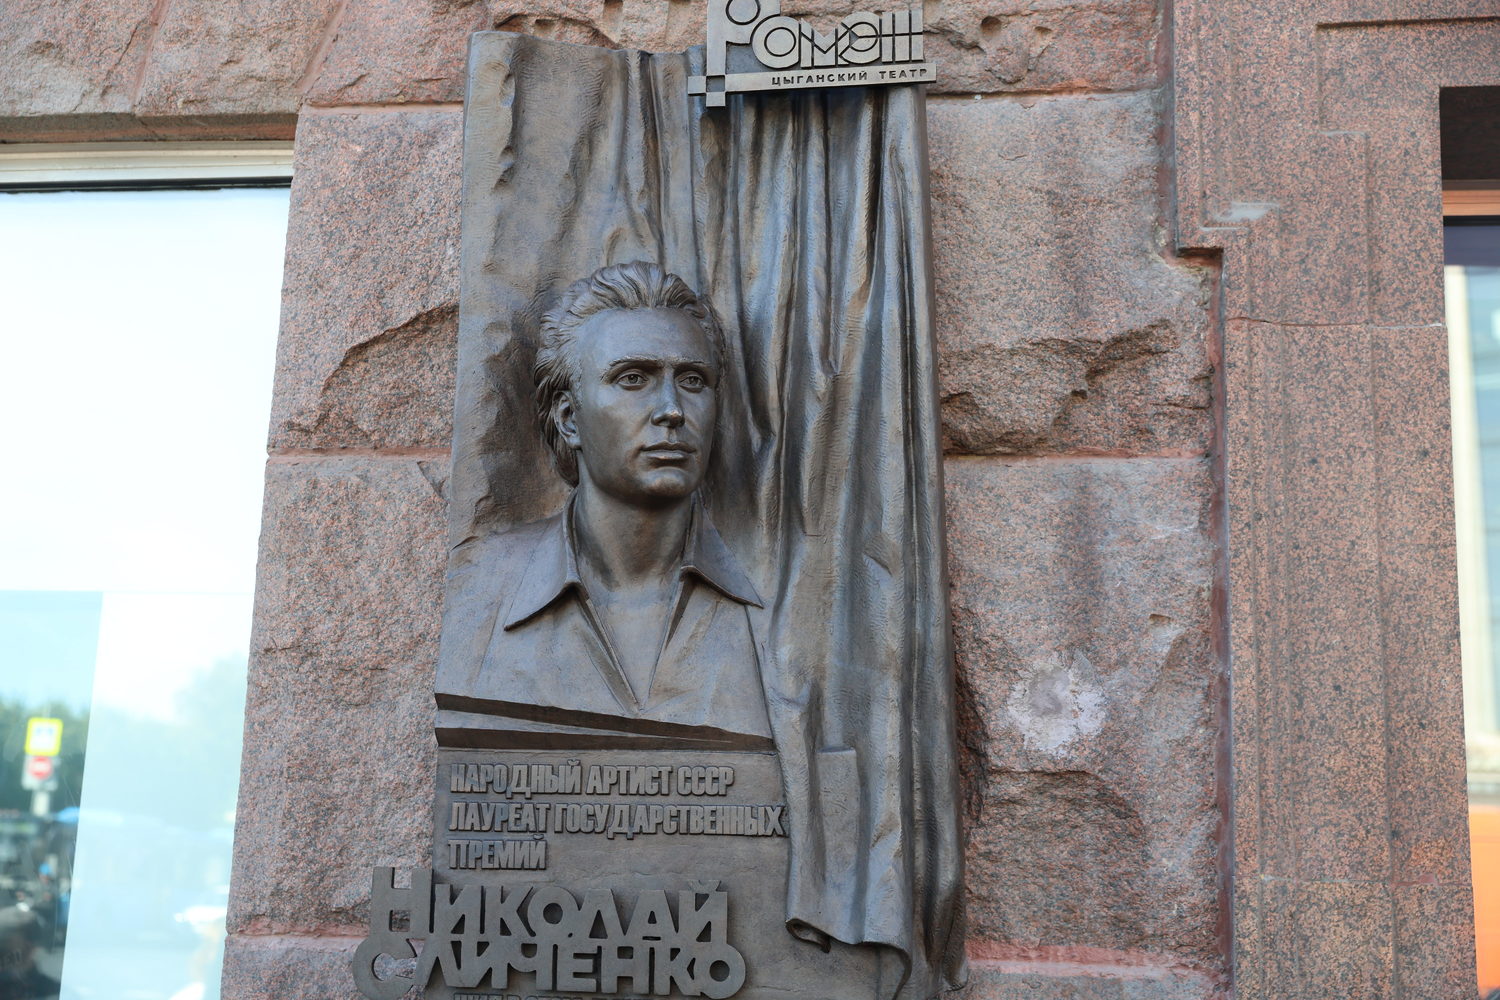 Ромэн
ЦЫГАНСКИЙ ТЕАТР
НАРОДНЫЙ АРТИСТ СССР
ЛАУРЕАТ ГОСУДАРСТВЕННЫХ
ПРЕМИЙ
НИКОЛАЙ
СЛИЧЕНКО